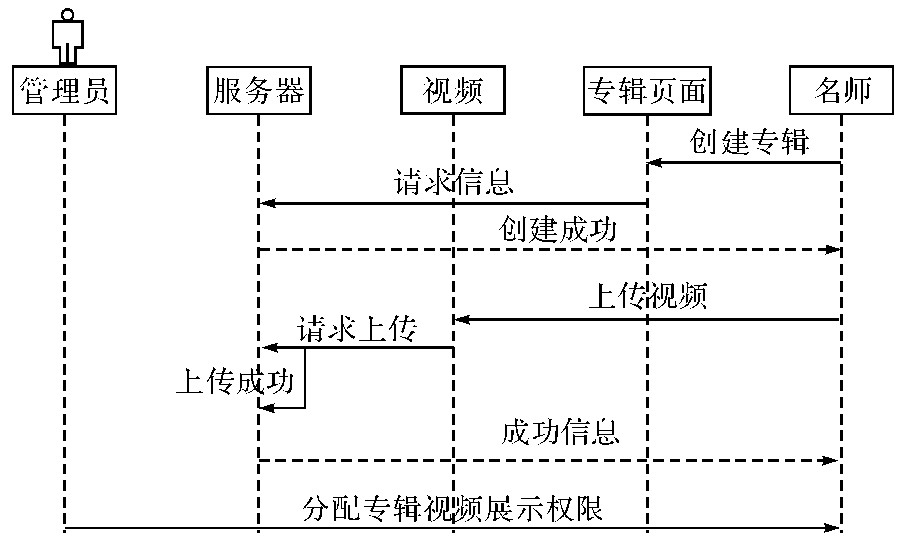 管理员
服务器
视频
专辑页面
名师
创建专辑
请求信息
创建成功
上传视频
请求上传
上传成功
成功信息
分配专辑视频展示权限